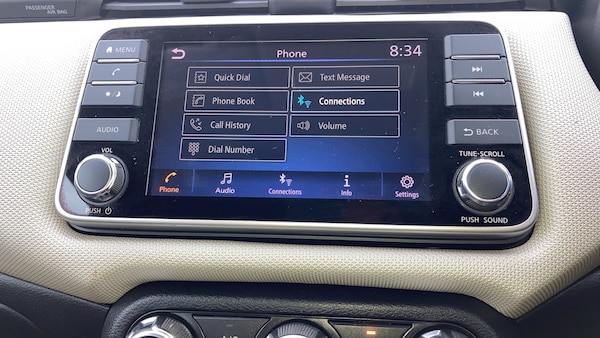 PASSENGER
AIR BAG
MENU
Phone
8:34
Quick Dial
Text Message
Phone Book
Connections
Call History
Volume
Dial Number
AUDIO
BACK
VOL
TUNE-SCROLL
Phone
Audio
Connections
Info
Settings
PUSH
PUSH SOUND
A/C